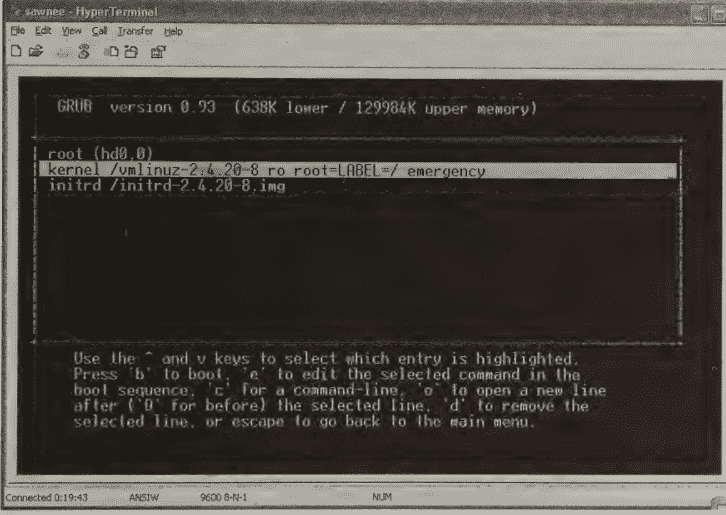 sawnee - HyperTerminal
File Edit View Call Transfer Help
GRUB version 0.93 (638K lower / 129984K upper memory)
root (hd0,0)
kernel /vmlinuz-2.4.20-8 ro root=LABEL=/ emergency
initrd /initrd-2.4.20-8.img
Use the ^ and v keys to select which entry is highlighted.
Press 'b' to boot, 'e' to edit the selected command in the
boot sequence, 'c' for a command-line, 'o' to open a new line
after ('O' for before) the selected line, 'd' to remove the
selected line, or escape to go back to the main menu.
Connected 0:19:43 ANSIW 9600 8-N-1 NUM